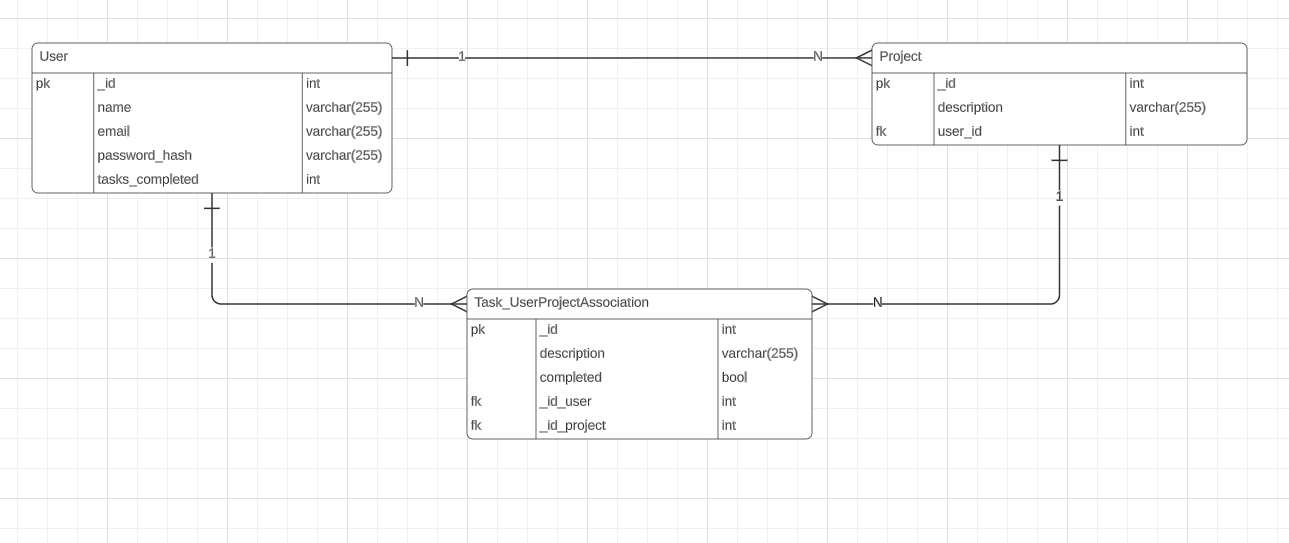 User
pk _id int
name varchar(255)
email varchar(255)
password_hash varchar(255)
tasks_completed int
1 N
Project
pk _id int
description varchar(255)
fk user_id int
1
1
N
N
Task_UserProjectAssociation
pk _id int
description varchar(255)
completed bool
fk _id_user int
fk _id_project int